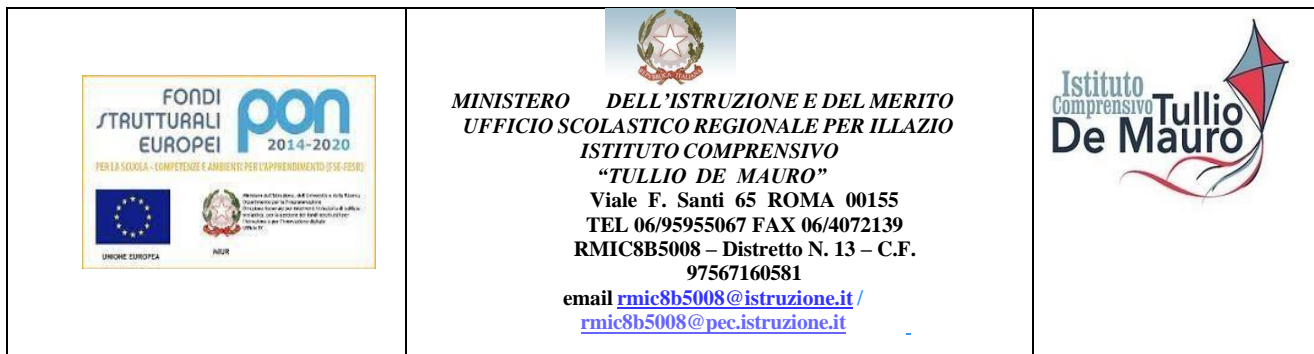 FONDI
STRUTTURALI
EUROPEI
pon
2014-2020
PER LA SCUOLA - COMPETENZE E AMBIENTI PER L'APPRENDIMENTO (FSE-FESR)
UNIONE EUROPEA
MIUR
REPVBBLICA ITALIANA
MINISTERO DELL'ISTRUZIONE E DEL MERITO
UFFICIO SCOLASTICO REGIONALE PER ILLAZIO
ISTITUTO COMPRENSIVO
“TULLIO DE MAURO”
Viale F. Santi 65 ROMA 00155
TEL 06/95955067 FAX 06/4072139
RMIC8B5008 – Distretto N. 13 – C.F.
97567160581
email rmic8b5008@istruzione.it /
rmic8b5008@pec.istruzione.it
Istituto
Comprensivo Tullio
De Mauro